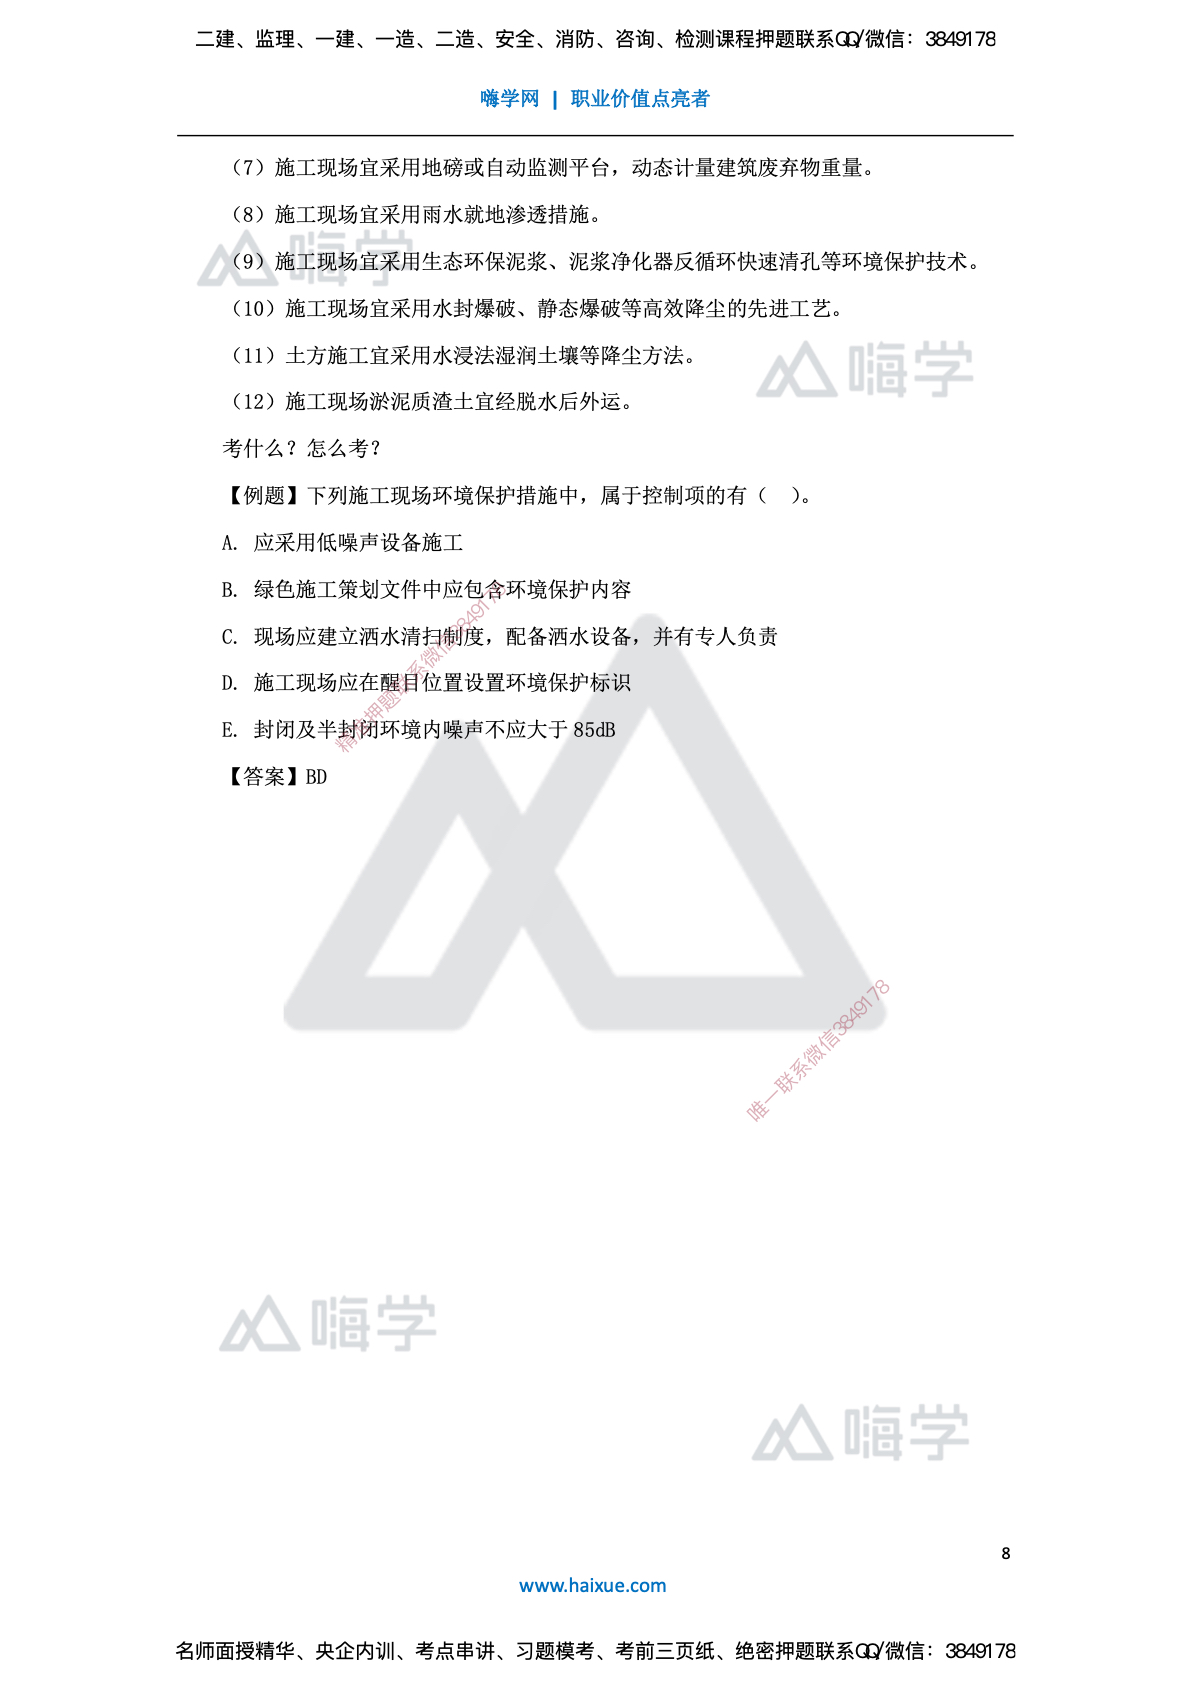 二建、监理、一建、一造、二造、安全、消防、咨询、检测课程押题联系QQ/微信：3849178
嗨学网 | 职业价值点亮者
（7）施工现场宜采用地磅或自动监测平台，动态计量建筑废弃物重量。
（8）施工现场宜采用雨水就地渗透措施。
嗨学
（9）施工现场宜采用生态环保泥浆、泥浆净化器反循环快速清孔等环境保护技术。
（10）施工现场宜采用水封爆破、静态爆破等高效降尘的先进工艺。
（11）土方施工宜采用水浸法湿润土壤等降尘方法。
嗨学
（12）施工现场淤泥质渣土宜经脱水后外运。
考什么？怎么考？
【例题】下列施工现场环境保护措施中，属于控制项的有（ ）。
A. 应采用低噪声设备施工
B. 绿色施工策划文件中应包含环境保护内容
C. 现场应建立洒水清扫制度，配备洒水设备，并有专人负责
D. 施工现场应在醒目位置设置环境保护标识
E. 封闭及半封闭环境内噪声不应大于 85dB
精准押题联系微信3849178
【答案】BD
唯一联系微信3849178
嗨学
嗨学
8
www.haixue.com
名师面授精华、央企内训、考点串讲、习题模考、考前三页纸、绝密押题联系QQ/微信：3849178